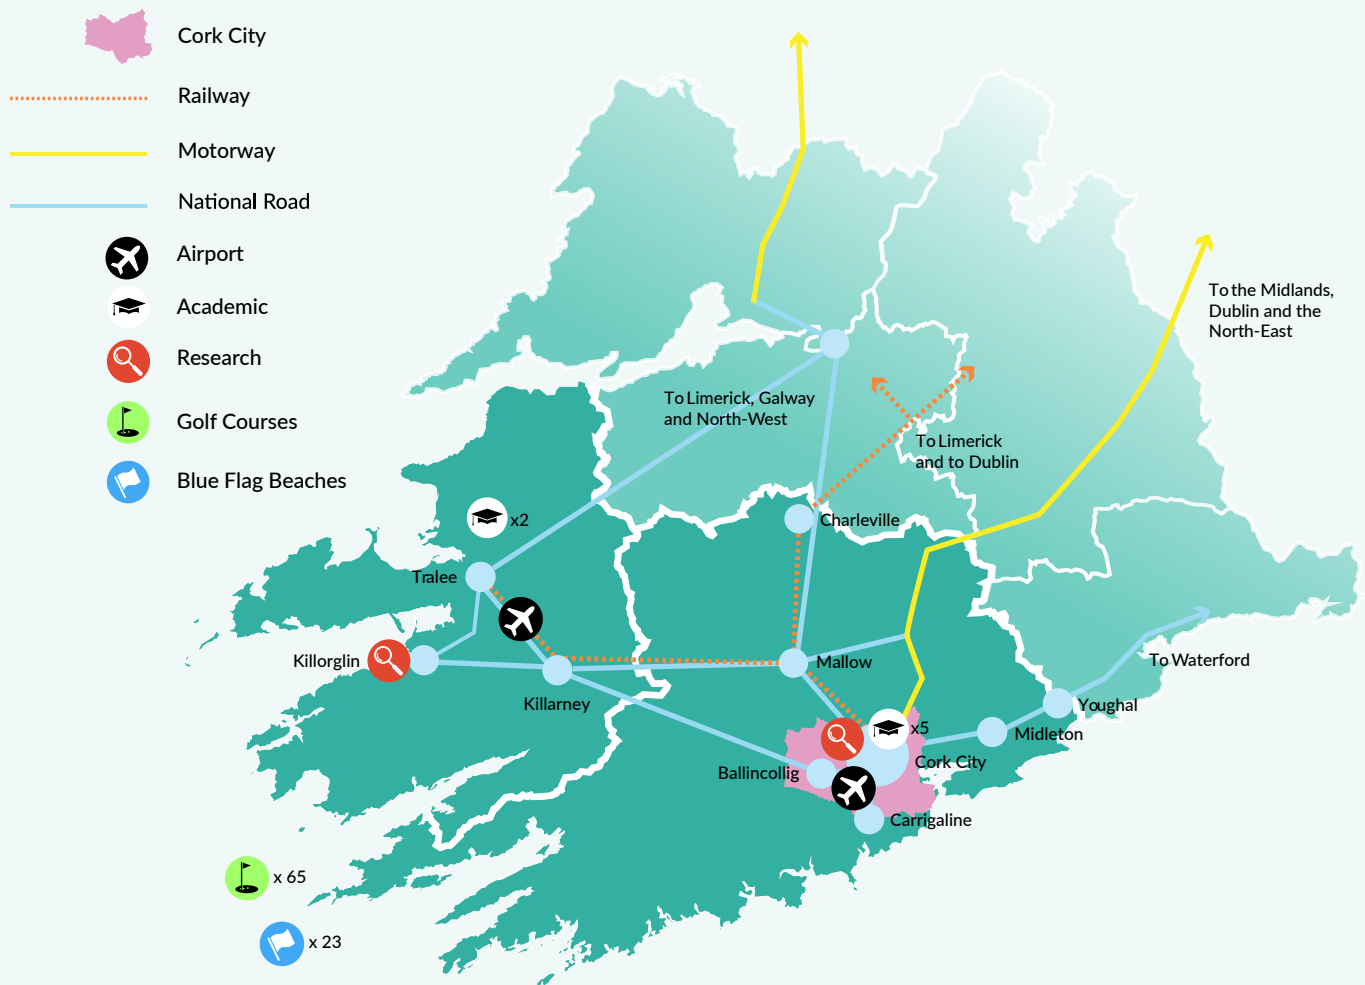 Cork City
Railway
Motorway
National Road
Airport
Academic
Research
Golf Courses
Blue Flag Beaches
To the Midlands,
Dublin and the
North-East
To Limerick, Galway
and North-West
To Limerick
and to Dublin
x2
Charleville
Tralee
Killorglin
Mallow
To Waterford
Killarney
Youghal
x5
Midleton
Cork City
Ballincollig
Carrigaline
x 65
x 23